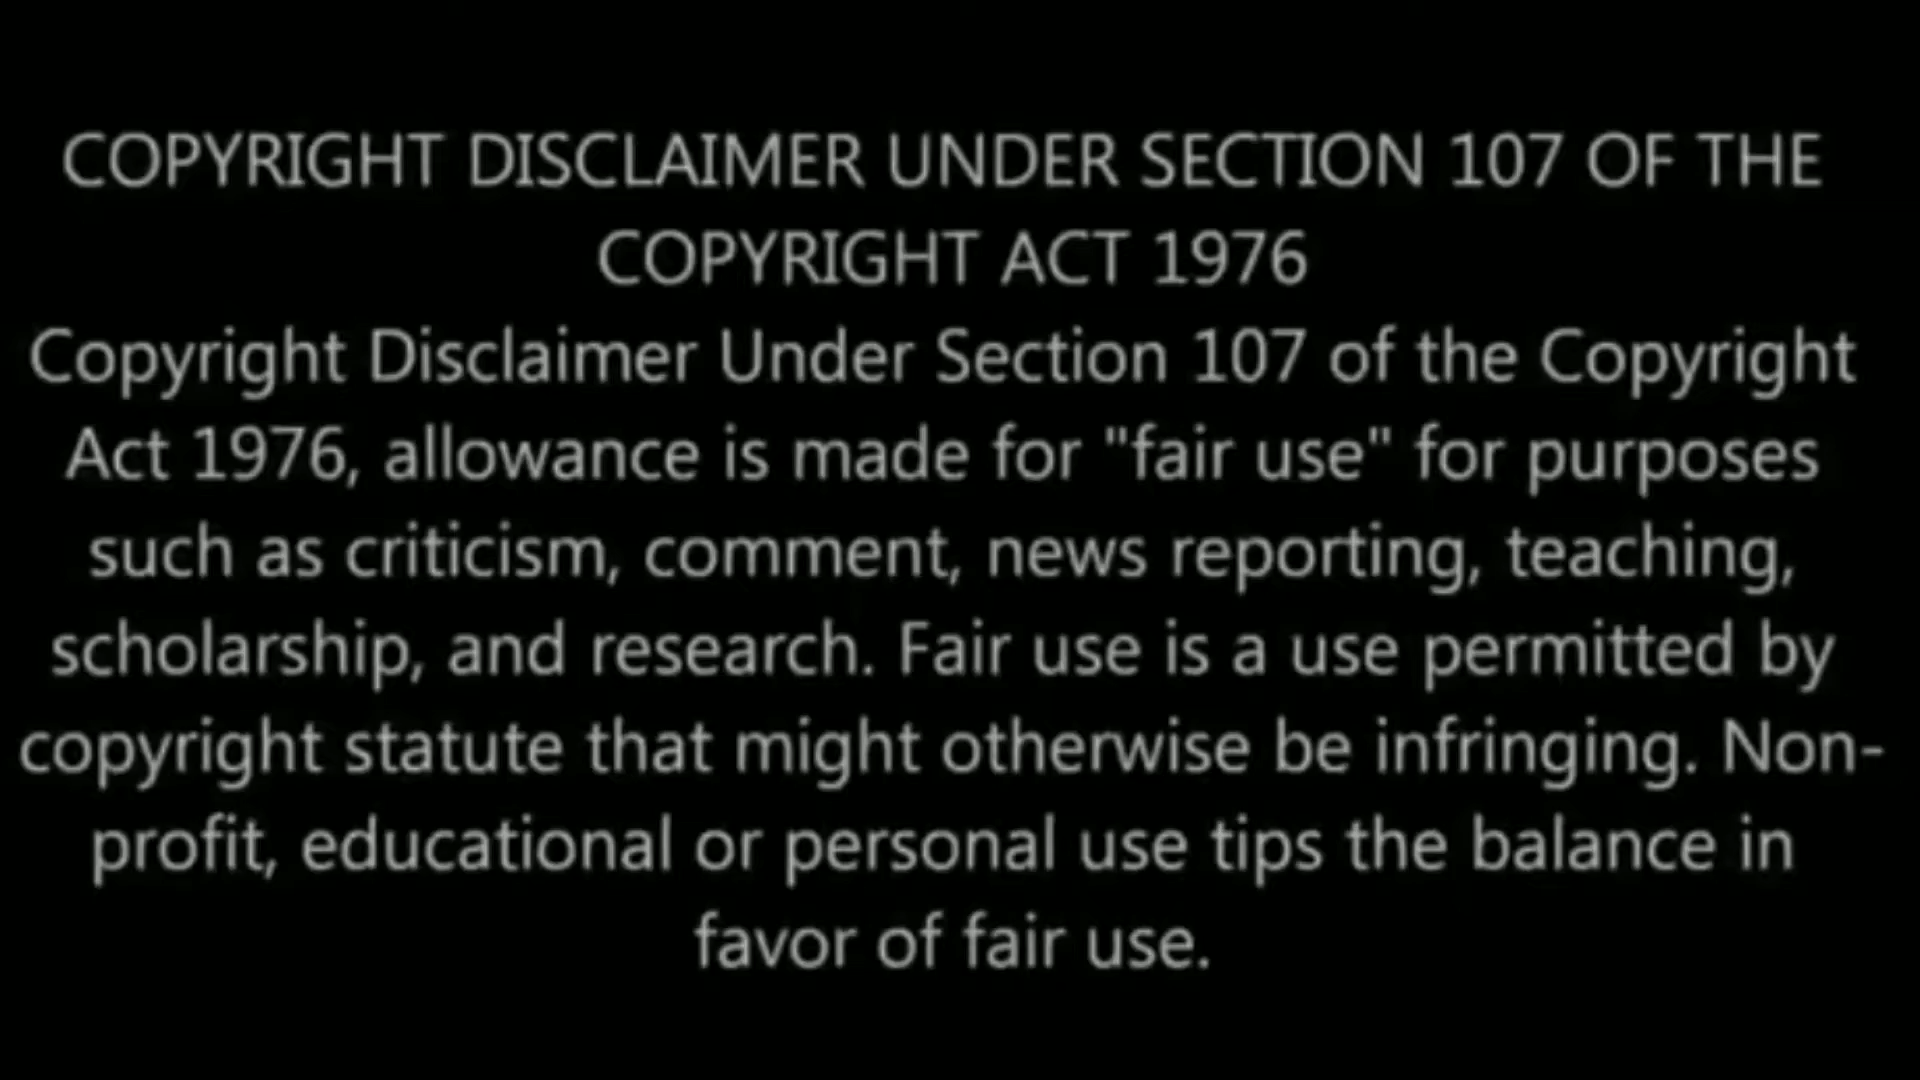 COPYRIGHT DISCLAIMER UNDER SECTION 107 OF THE
COPYRIGHT ACT 1976
Copyright Disclaimer Under Section 107 of the Copyright
Act 1976, allowance is made for "fair use" for purposes
such as criticism, comment, news reporting, teaching,
scholarship, and research. Fair use is a use permitted by
copyright statute that might otherwise be infringing. Non-
profit, educational or personal use tips the balance in
favor of fair use.